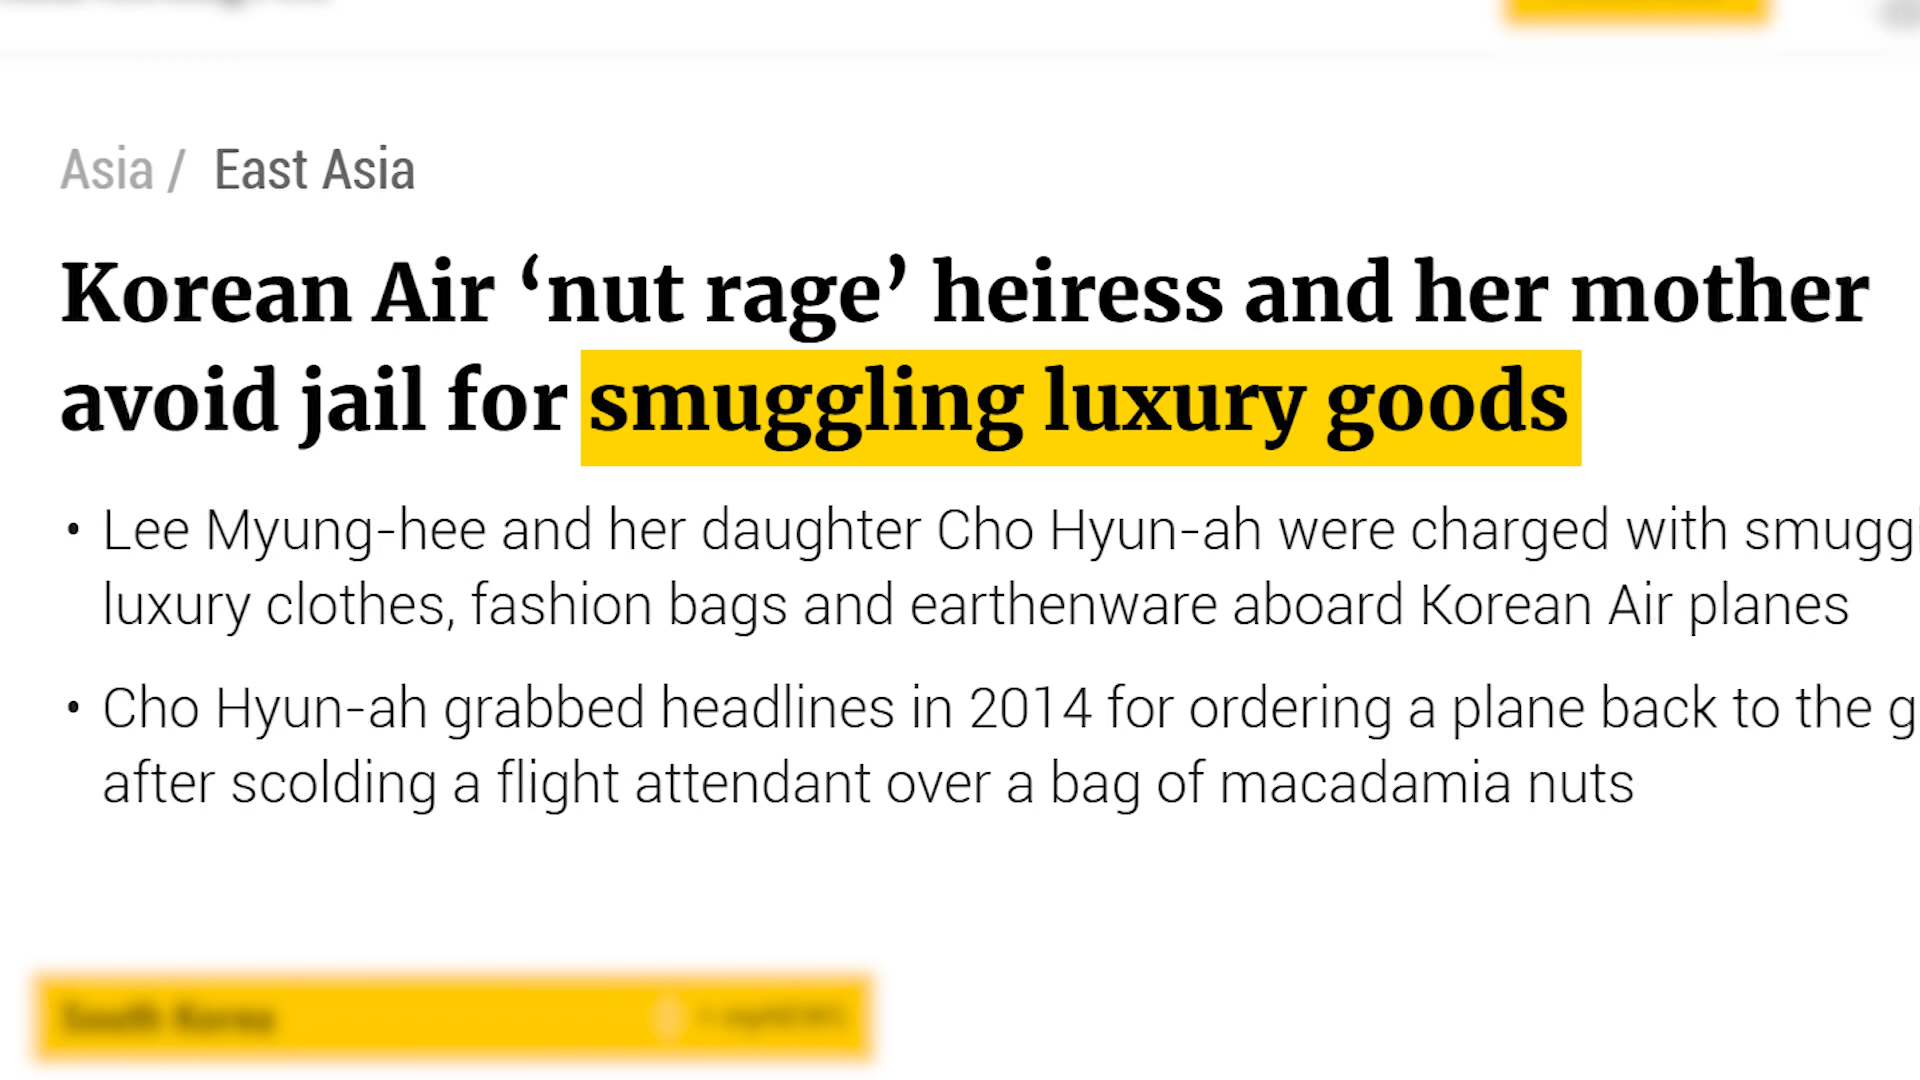 Asia / East Asia
Korean Air ‘nut rage’ heiress and her mother
avoid jail for smuggling luxury goods
• Lee Myung-hee and her daughter Cho Hyun-ah were charged with smuggl
luxury clothes, fashion bags and earthenware aboard Korean Air planes
• Cho Hyun-ah grabbed headlines in 2014 for ordering a plane back to the g
after scolding a flight attendant over a bag of macadamia nuts
South Korea